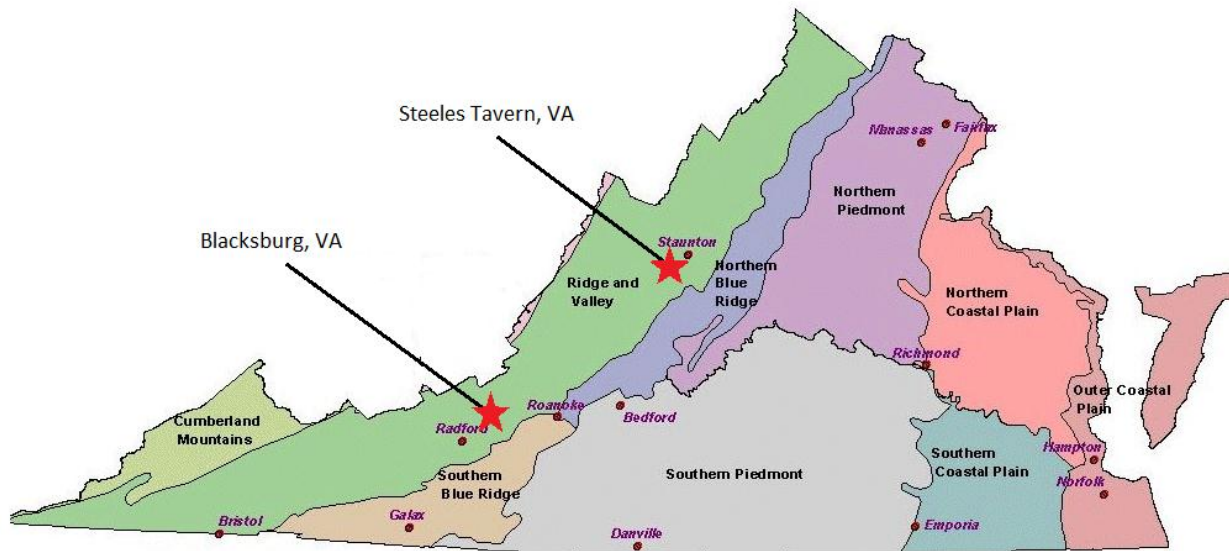 Steeles Tavern, VA
Manassas
Fairfax
Northern
Piedmont
Blacksburg, VA
Staunton
Northern
Blue
Ridge
Ridge and
Valley
Northern
Coastal Plain
Richmond
Outer Coastal
Plain
Cumberland
Mountains
Radford
Roanoke
Bedford
Southern
Blue Ridge
Southern Piedmont
Southern
Coastal Plain
Hampton
Norfolk
Bristol
Galax
Danville
Emporia